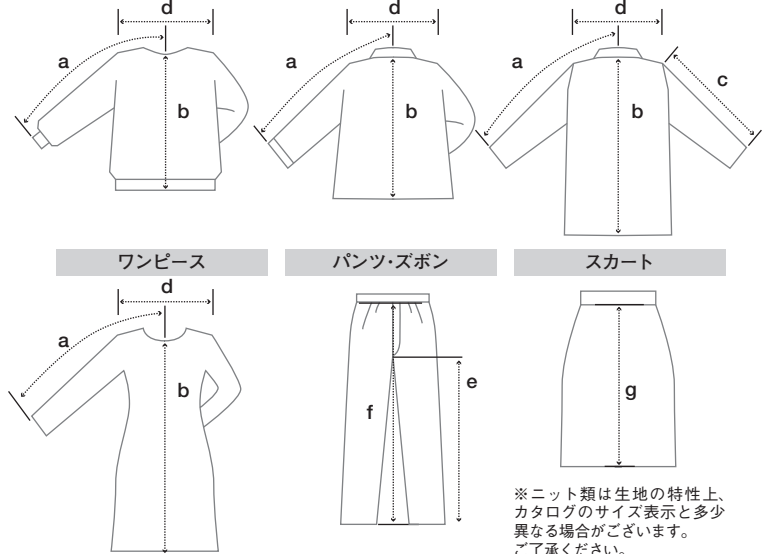 d
d
d
a
a
a
c
b
b
b
ワンピース
パンツ・ズボン
スカート
d
a
b
e
f
g
※ニット類は生地の特性上、
カタログのサイズ表示と多少
異なる場合がございます。
ご了承ください。